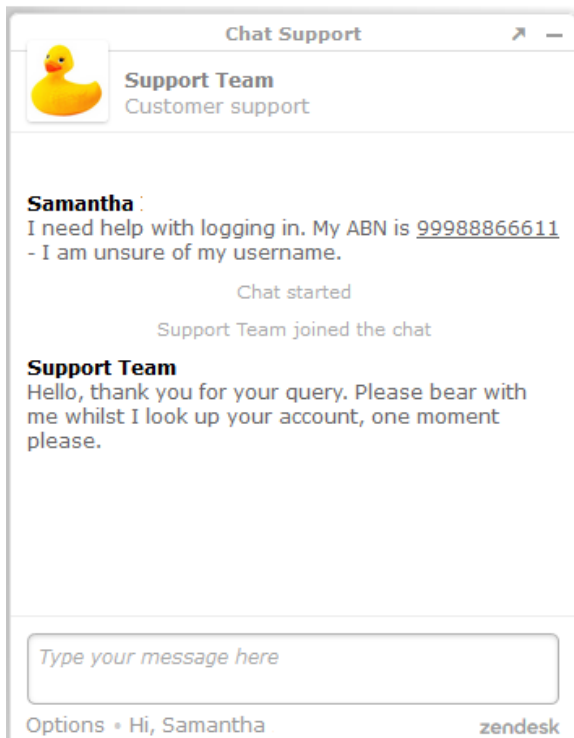 Chat Support
Support Team
Customer support
Samantha
I need help with logging in. My ABN is 99988866611
- I am unsure of my username.
Chat started
Support Team joined the chat
Support Team
Hello, thank you for your query. Please bear with
me whilst I look up your account, one moment
please.
Type your message here
Options • Hi, Samantha
zendesk